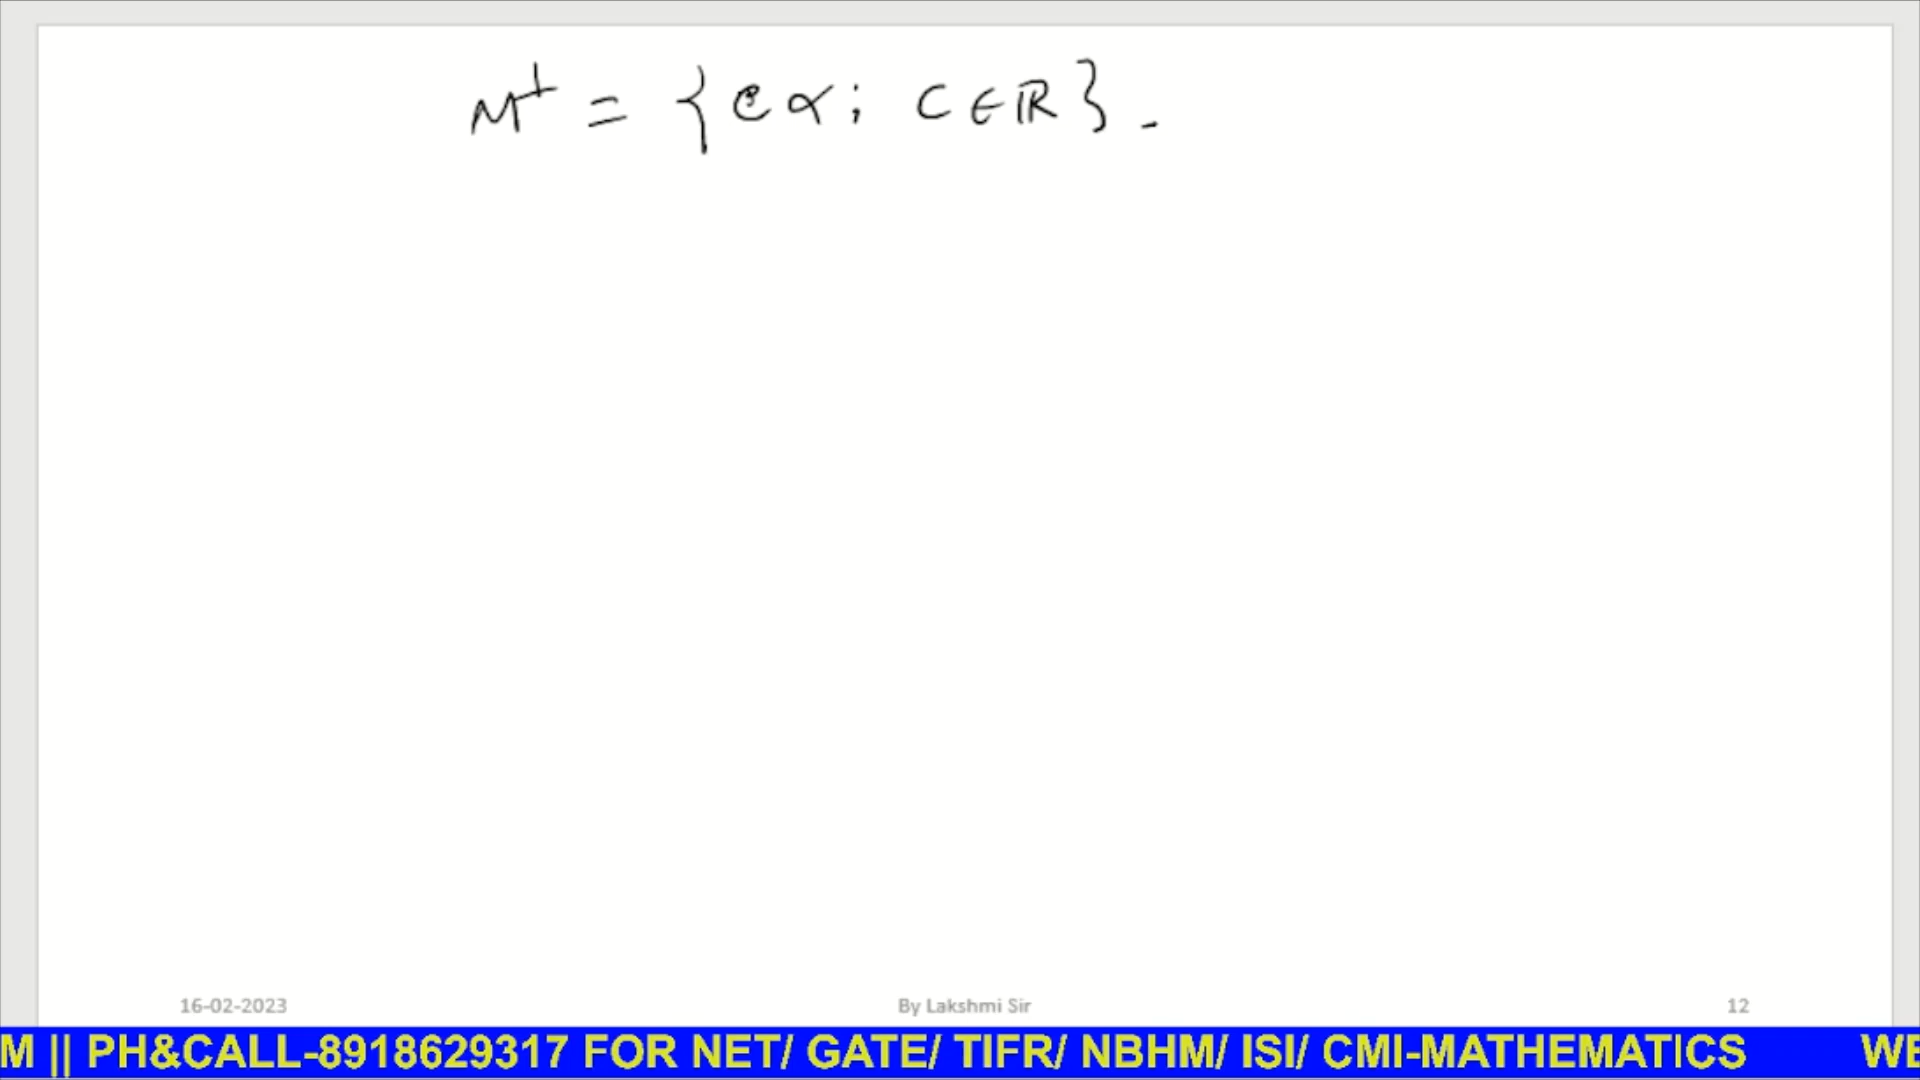 M⊥ = {cα; C∈ℝ}.
16-02-2023
By Lakshmi Sir
12
M || PH&CALL-8918629317 FOR NET/ GATE/ TIFR/ NBHM/ ISI/ CMI-MATHEMATICS
WE